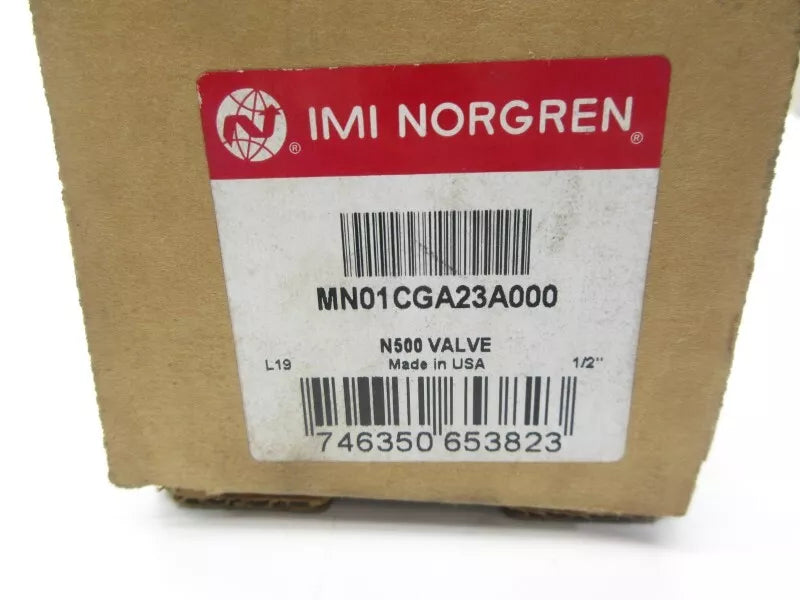 N ® IMI NORGREN®
MN01CGA23A000
N500 VALVE
L19 Made in USA 1/2"
746350 653823